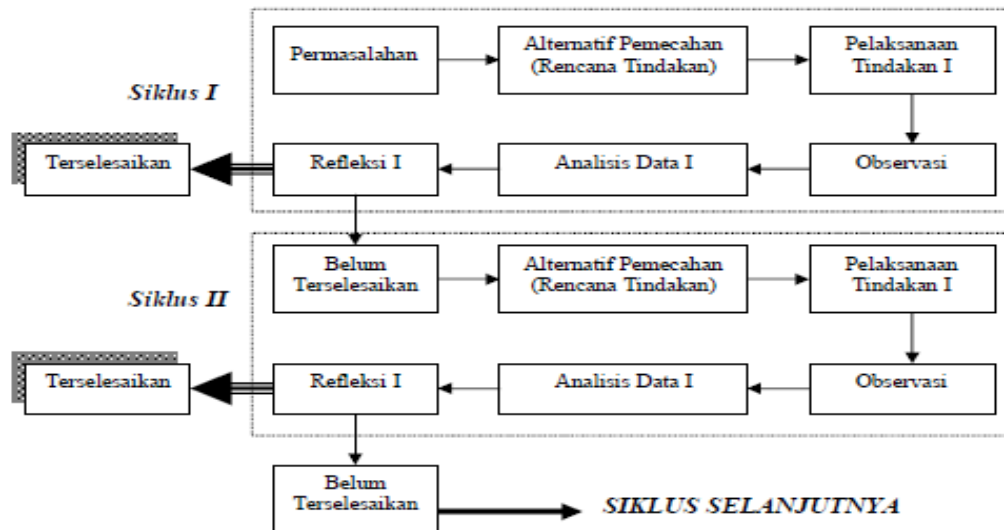 Permasalahan
Alternatif Pemecahan
(Rencana Tindakan)
Pelaksanaan
Tindakan I
Siklus I
Terselesaikan
Refleksi I
Analisis Data I
Observasi
Belum
Terselesaikan
Alternatif Pemecahan
(Rencana Tindakan)
Pelaksanaan
Tindakan I
Siklus II
Terselesaikan
Refleksi I
Analisis Data I
Observasi
Belum
Terselesaikan
SIKLUS SELANJUTNYA